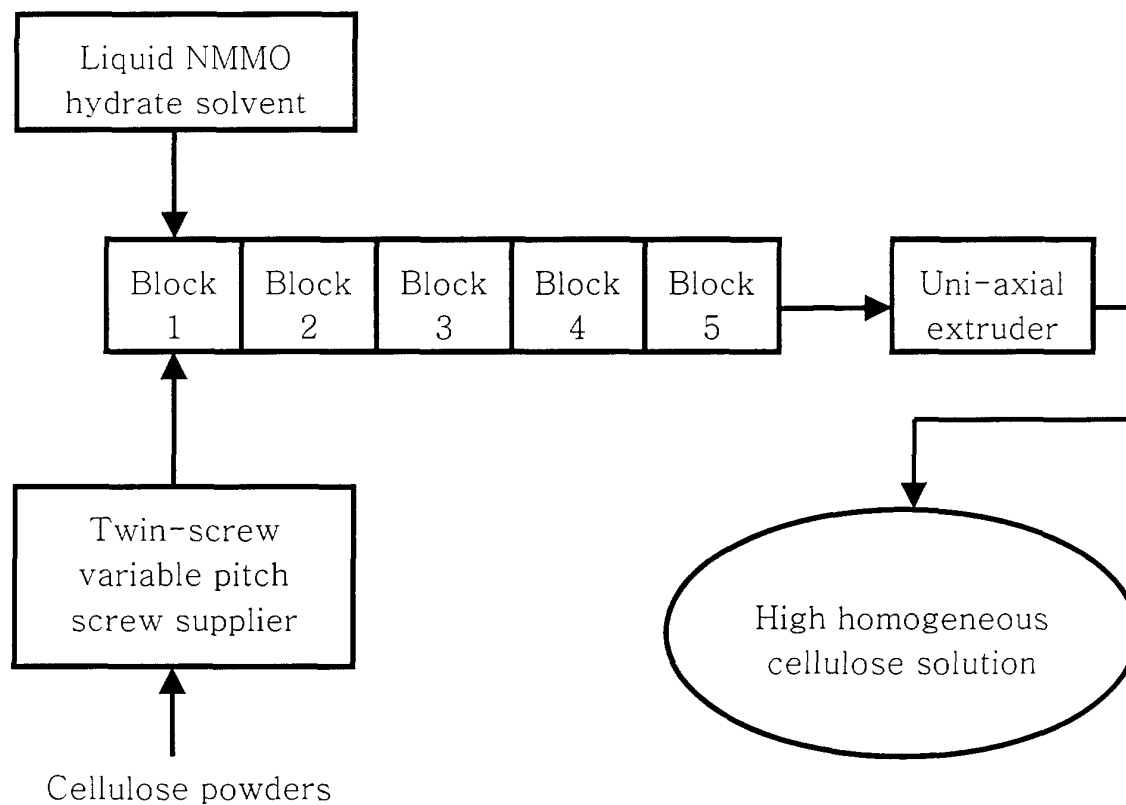 Liquid NMMO
hydrate solvent
Block
1
Block
2
Block
3
Block
4
Block
5
Uni-axial
extruder
Twin-screw
variable pitch
screw supplier
High homogeneous
cellulose solution
Cellulose powders